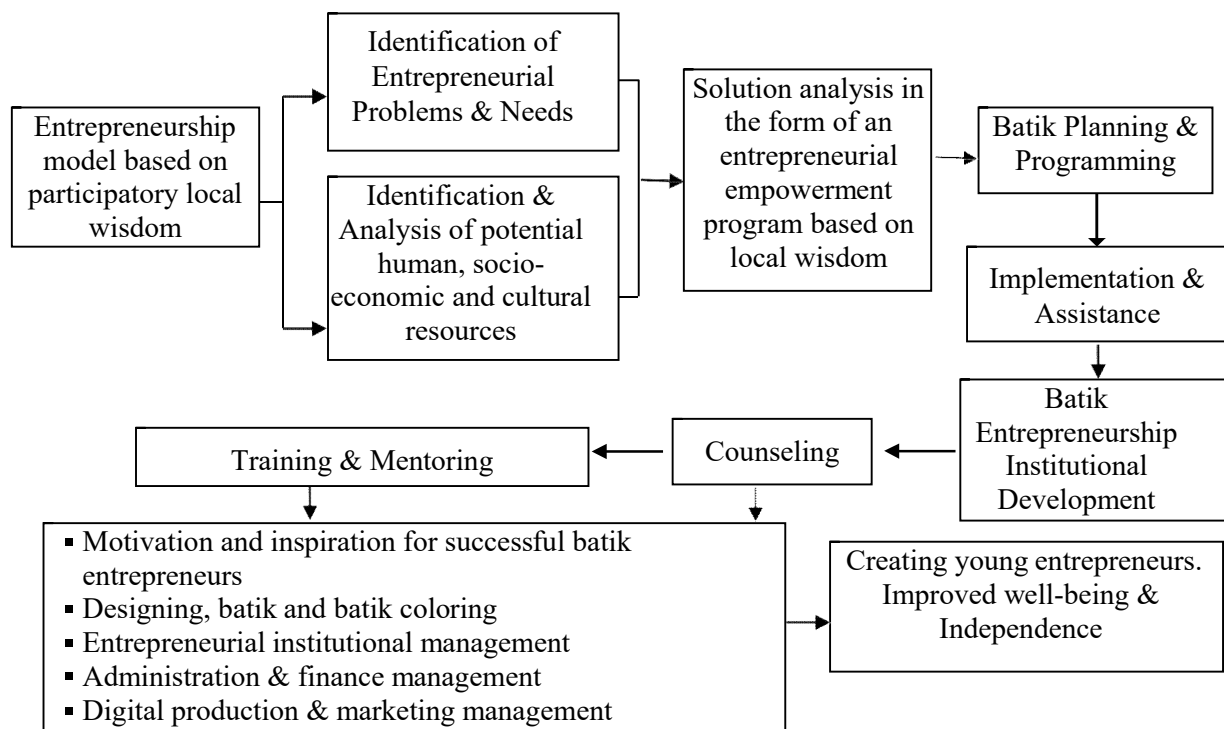 Entrepreneurship
model based on
participatory local
wisdom
Identification of
Entrepreneurial
Problems & Needs
Identification &
Analysis of potential
human, socio-
economic and cultural
resources
Solution analysis in
the form of an
entrepreneurial
empowerment
program based on
local wisdom
Batik Planning &
Programming
Implementation &
Assistance
Batik
Entrepreneurship
Institutional
Development
Counseling
Training & Mentoring
▪ Motivation and inspiration for successful batik
entrepreneurs
▪ Designing, batik and batik coloring
▪ Entrepreneurial institutional management
▪ Administration & finance management
▪ Digital production & marketing management
Creating young entrepreneurs.
Improved well-being &
Independence